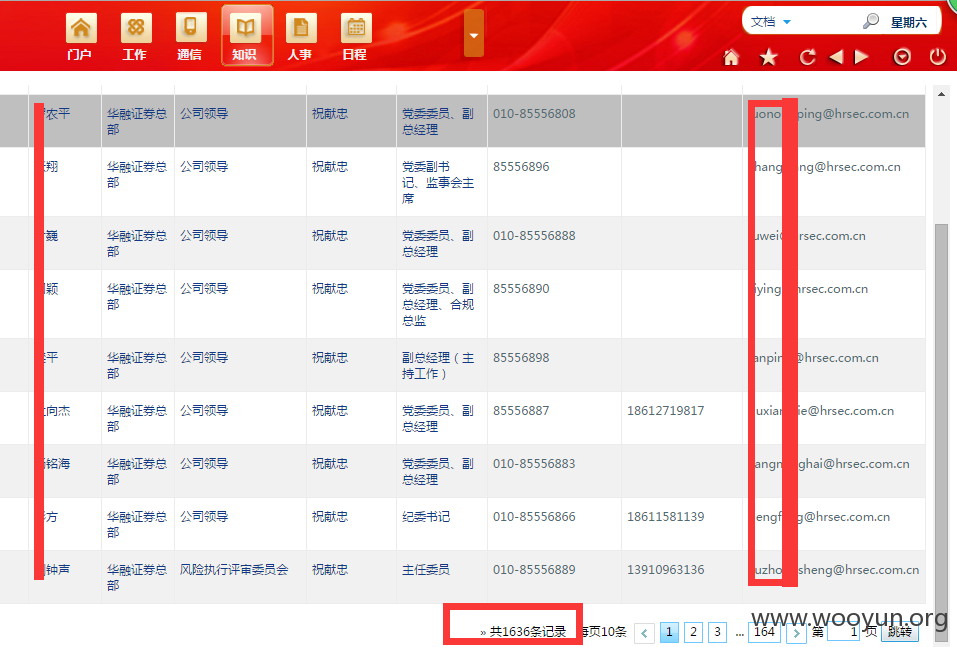 文档 星期六
门户 工作 通信 知识 人事 日程
农平 华融证券总部 公司领导 祝献忠 党委委员、副总经理 010-85556808 ping@hrsec.com.cn
翔 华融证券总部 公司领导 祝献忠 党委副书记、监事会主席 85556896 ng@hrsec.com.cn
巍 华融证券总部 公司领导 祝献忠 党委委员、副总经理 010-85556888 rsec.com.cn
颖 华融证券总部 公司领导 祝献忠 党委委员、副总经理、合规总监 85556890 hrsec.com.cn
平 华融证券总部 公司领导 祝献忠 副总经理（主持工作） 85556898 @hrsec.com.cn
向杰 华融证券总部 公司领导 祝献忠 党委委员、副总经理 85556887 18612719817 ie@hrsec.com.cn
铭海 华融证券总部 公司领导 祝献忠 党委委员、副总经理 010-85556883 ghai@hrsec.com.cn
方 华融证券总部 公司领导 祝献忠 纪委书记 010-85556866 18611581139 g@hrsec.com.cn
钟声 华融证券总部 风险执行评审委员会 祝献忠 主任委员 010-85556889 13910963136 sheng@hrsec.com.cn
» 共1636条记录 每页10条 1 2 3 ... 164 第 1 页 跳转
www.wooyun.org